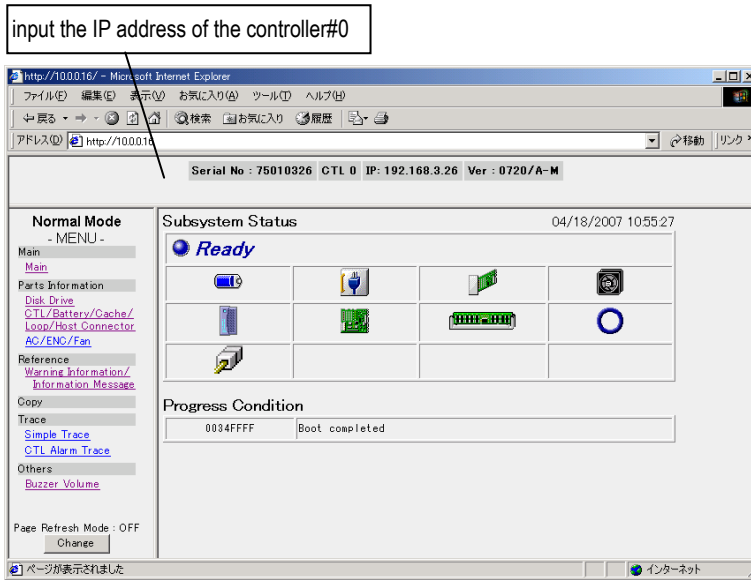 input the IP address of the controller#0
http://10.0.0.16/ - Microsoft Internet Explorer
ファイル(F) 編集(E) 表示(V) お気に入り(A) ツール(T) ヘルプ(H)
戻る 検索 お気に入り 履歴
アドレス(D) http://10.0.0.16 移動 リンク »
Serial No : 75010326 CTL 0 IP: 192.168.3.26 Ver : 0720/A-M
Normal Mode
- MENU -
Main
Main
Parts Information
Disk Drive
CTL/Battery/Cache/
Loop/Host Connector
AC/ENC/Fan
Reference
Warning Information/
Information Message
Copy
Trace
Simple Trace
CTL Alarm Trace
Others
Buzzer Volume
Page Refresh Mode : OFF
Change
Subsystem Status 04/18/2007 10:55:27
Ready
Progress Condition
0034FFFF Boot completed
ページが表示されました インターネット